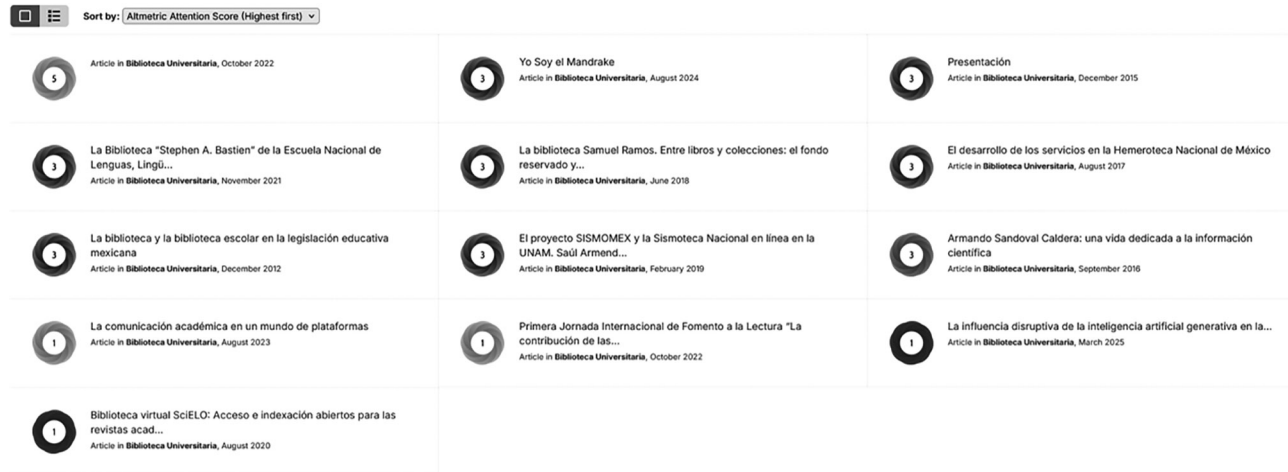 Sort by: Altmetric Attention Score (Highest first)
5
Article in Biblioteca Universitaria, October 2022
3
Yo Soy el Mandrake
Article in Biblioteca Universitaria, August 2024
3
Presentación
Article in Biblioteca Universitaria, December 2015
3
La Biblioteca "Stephen A. Bastien" de la Escuela Nacional de
Lenguas, Lingü...
Article in Biblioteca Universitaria, November 2021
3
La biblioteca Samuel Ramos. Entre libros y colecciones: el fondo
reservado y...
Article in Biblioteca Universitaria, June 2018
3
El desarrollo de los servicios en la Hemeroteca Nacional de México
Article in Biblioteca Universitaria, August 2017
3
La biblioteca y la biblioteca escolar en la legislación educativa
mexicana
Article in Biblioteca Universitaria, December 2012
3
El proyecto SISMOMEX y la Sismoteca Nacional en línea en la
UNAM. Saúl Armend...
Article in Biblioteca Universitaria, February 2019
3
Armando Sandoval Caldera: una vida dedicada a la información
científica
Article in Biblioteca Universitaria, September 2016
1
La comunicación académica en un mundo de plataformas
Article in Biblioteca Universitaria, August 2023
1
Primera Jornada Internacional de Fomento a la Lectura "La
contribución de las...
Article in Biblioteca Universitaria, October 2022
1
La influencia disruptiva de la inteligencia artificial generativa en la...
Article in Biblioteca Universitaria, March 2025
1
Biblioteca virtual SciELO: Acceso e indexación abiertos para las
revistas acad...
Article in Biblioteca Universitaria, August 2020